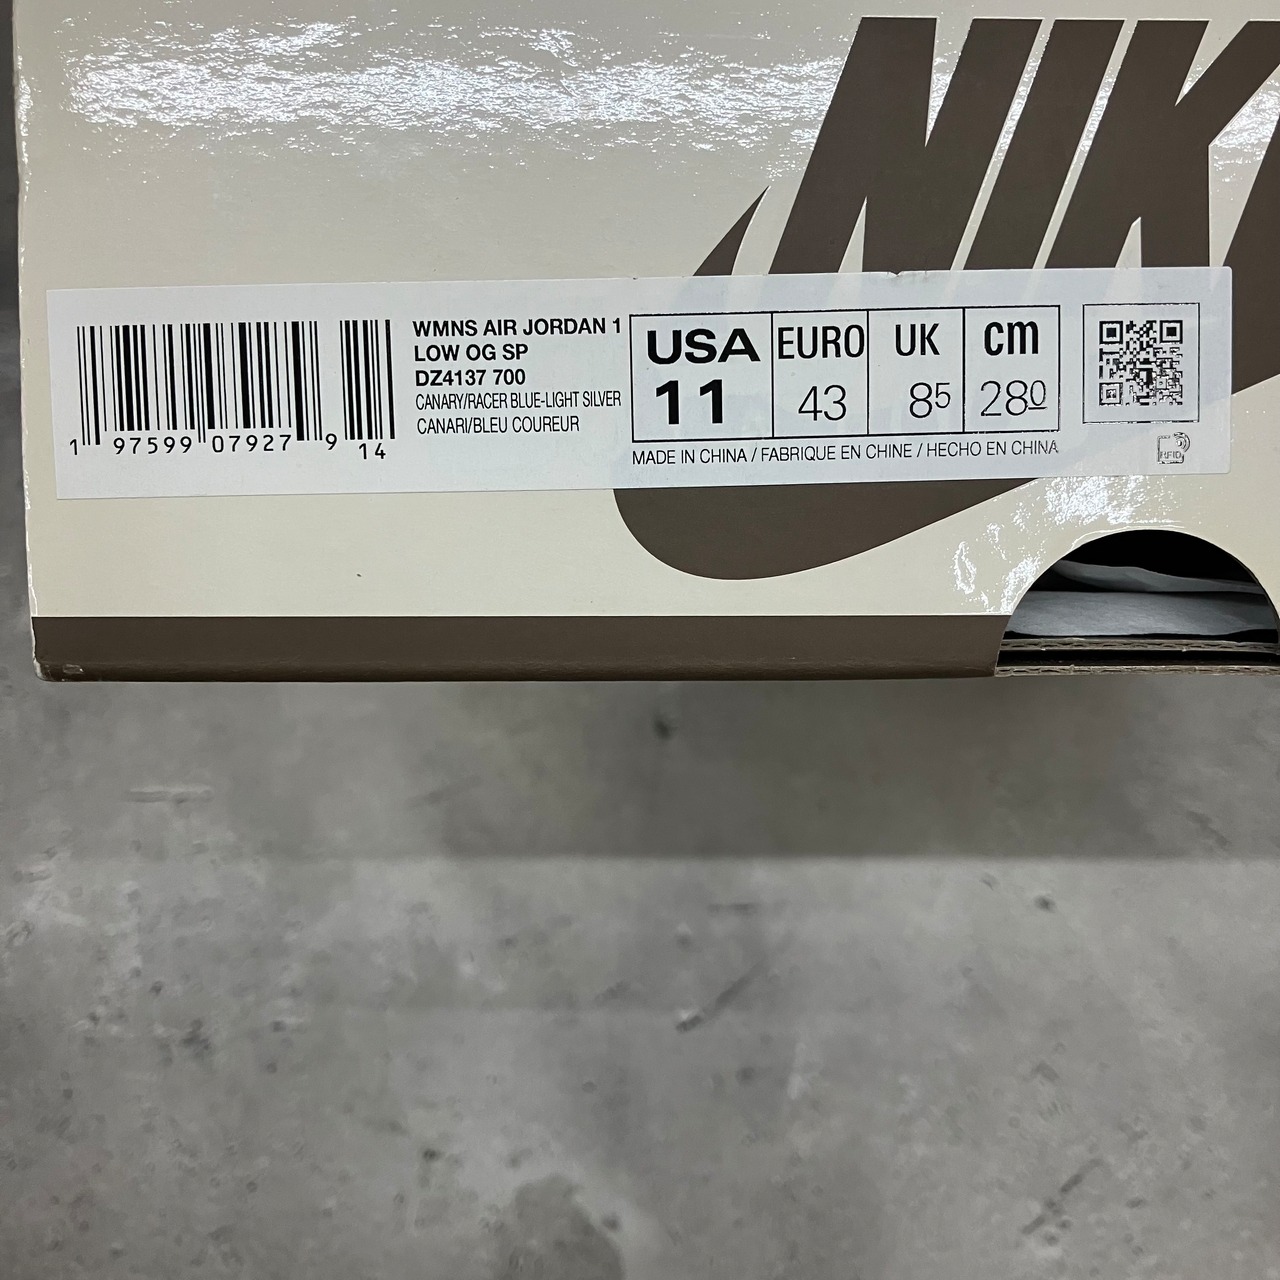 NIK
WMNS AIR JORDAN 1
LOW OG SP
DZ4137 700
CANARY/RACER BLUE-LIGHT SILVER
CANARI/BLEU COUREUR
1 97599 07927 9 14
USA EURO UK cm
11 43 85 280
MADE IN CHINA / FABRIQUE EN CHINE / HECHO EN CHINA
RFID